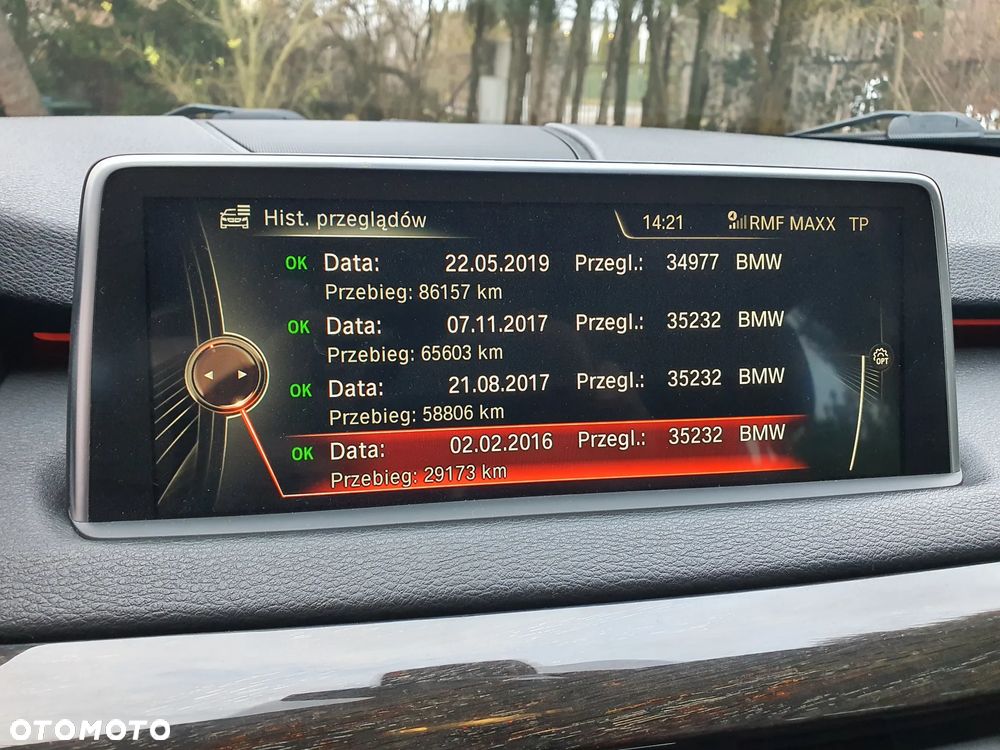 Hist. przeglądów 14:21 RMF MAXX TP
OK Data: 22.05.2019 Przegl.: 34977 BMW
Przebieg: 86157 km
OK Data: 07.11.2017 Przegl.: 35232 BMW
Przebieg: 65603 km
OPT
OK Data: 21.08.2017 Przegl.: 35232 BMW
Przebieg: 58806 km
OK Data: 02.02.2016 Przegl.: 35232 BMW
Przebieg: 29173 km
OTOMOTO